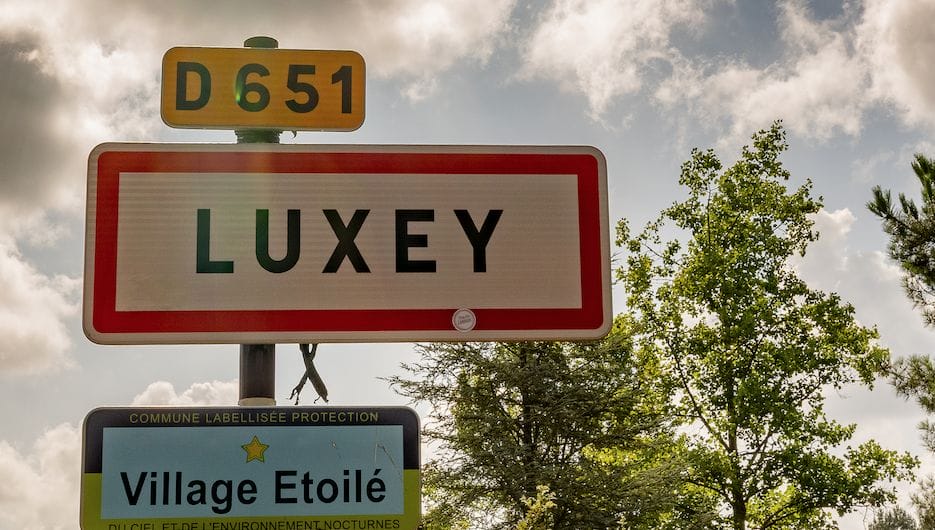 D 651
LUXEY
COMMUNE LABELLISÉE PROTECTION
Village Etoilé
DU CIEL ET DE L'ENVIRONNEMENT NOCTURNES